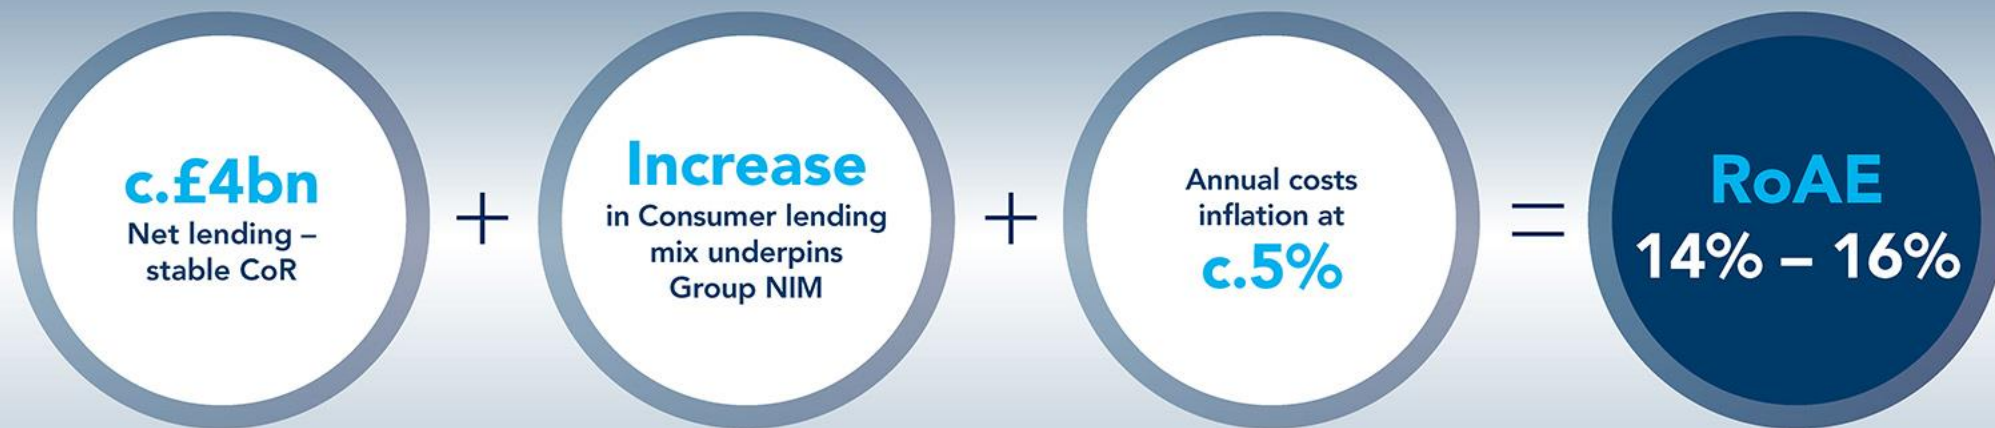 c.£4bn
Net lending –
stable CoR
+
Increase
in Consumer lending
mix underpins
Group NIM
+
Annual costs
inflation at
c.5%
=
RoAE
14% – 16%